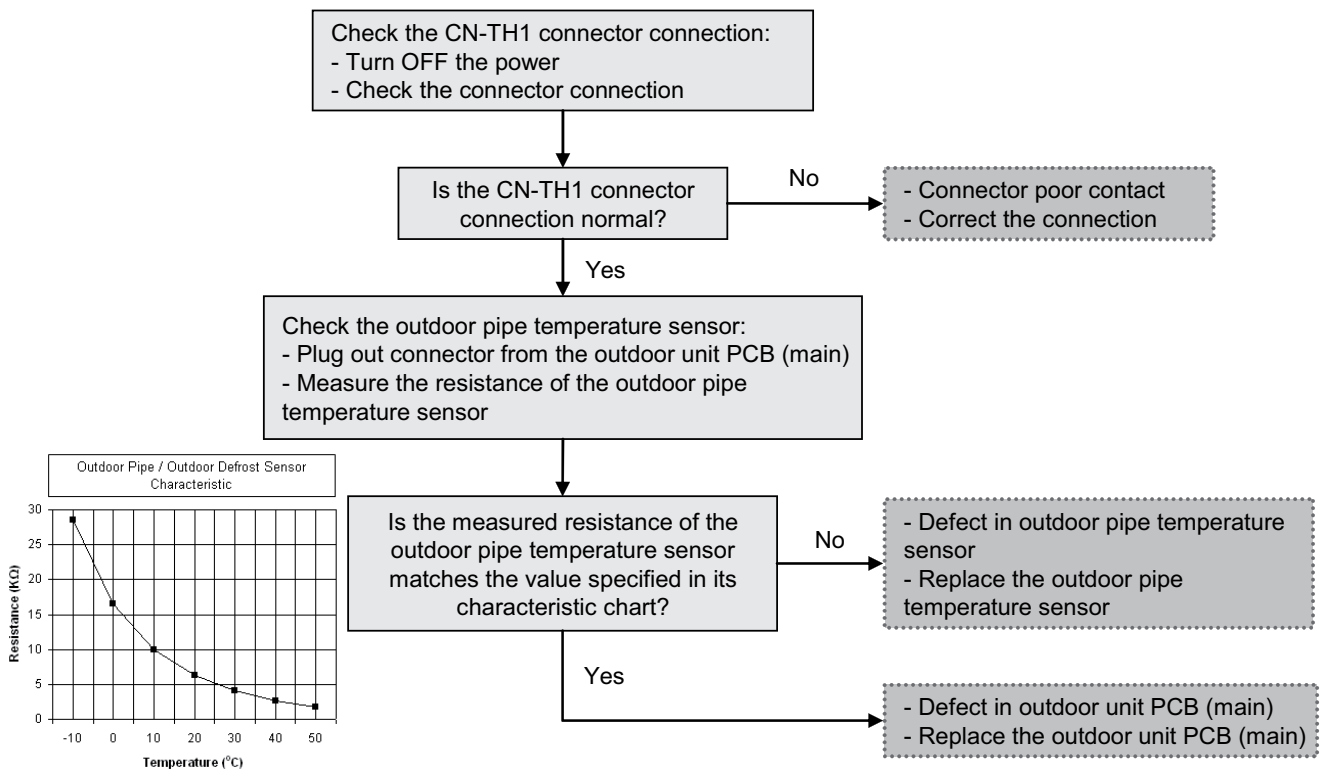 Check the CN-TH1 connector connection:
- Turn OFF the power
- Check the connector connection
Is the CN-TH1 connector
connection normal?
No
- Connector poor contact
- Correct the connection
Yes
Check the outdoor pipe temperature sensor:
- Plug out connector from the outdoor unit PCB (main)
- Measure the resistance of the outdoor pipe
temperature sensor
Outdoor Pipe / Outdoor Defrost Sensor
Characteristic
30
25
20
15
10
5
0
Resistance (KΩ)
-10 0 10 20 30 40 50
Temperature (°C)
Is the measured resistance of the
outdoor pipe temperature sensor
matches the value specified in its
characteristic chart?
No
- Defect in outdoor pipe temperature
sensor
- Replace the outdoor pipe
temperature sensor
Yes
- Defect in outdoor unit PCB (main)
- Replace the outdoor unit PCB (main)